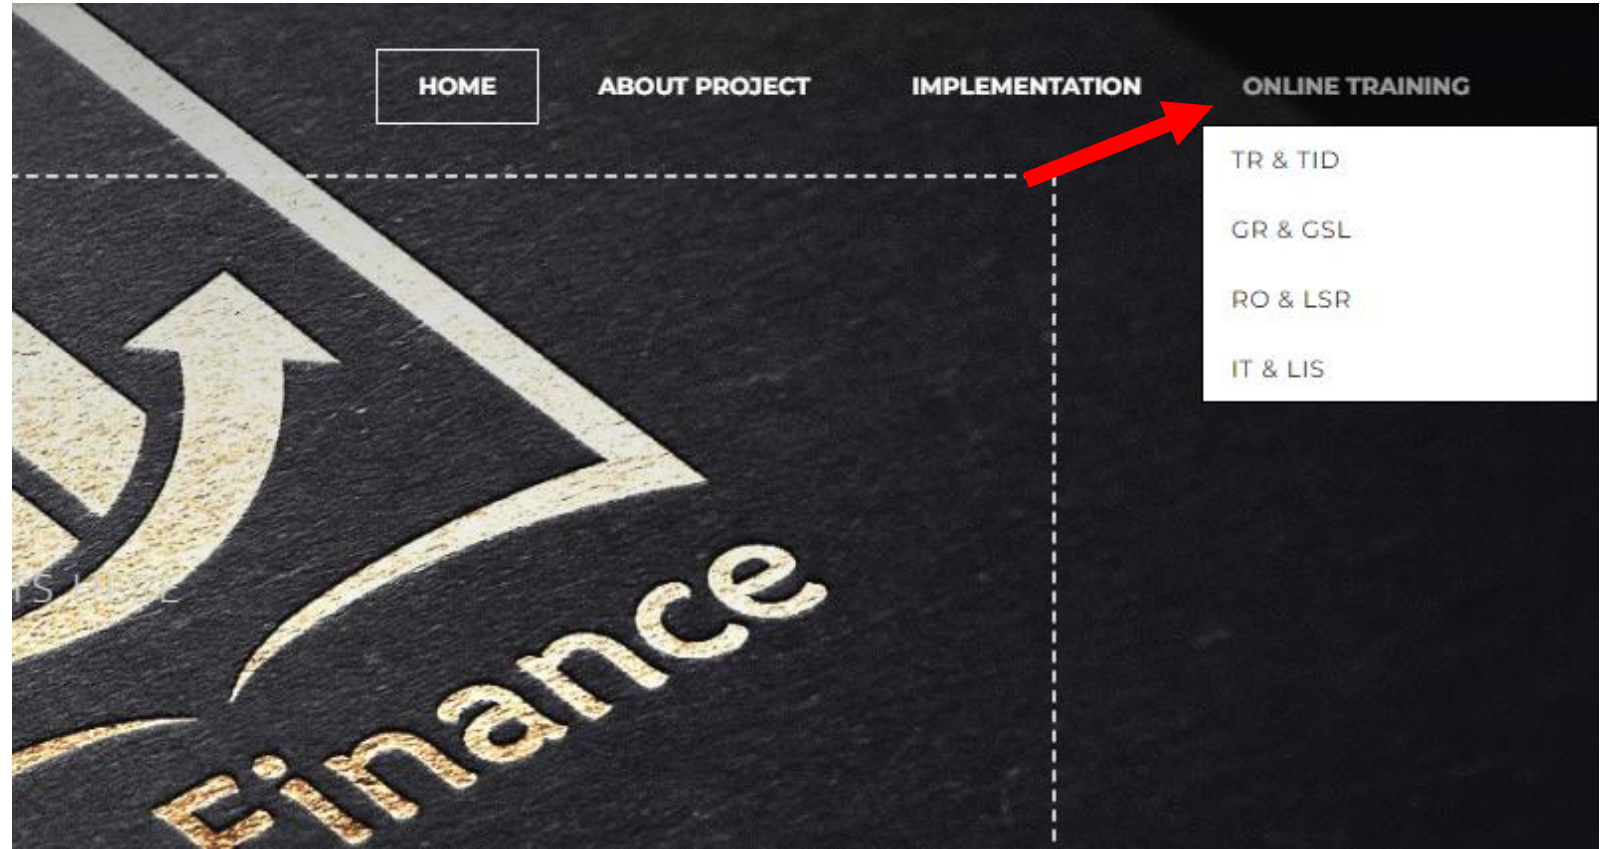 HOME ABOUT PROJECT IMPLEMENTATION ONLINE TRAINING
TR & TID
GR & GSL
RO & LSR
IT & LIS
Finance